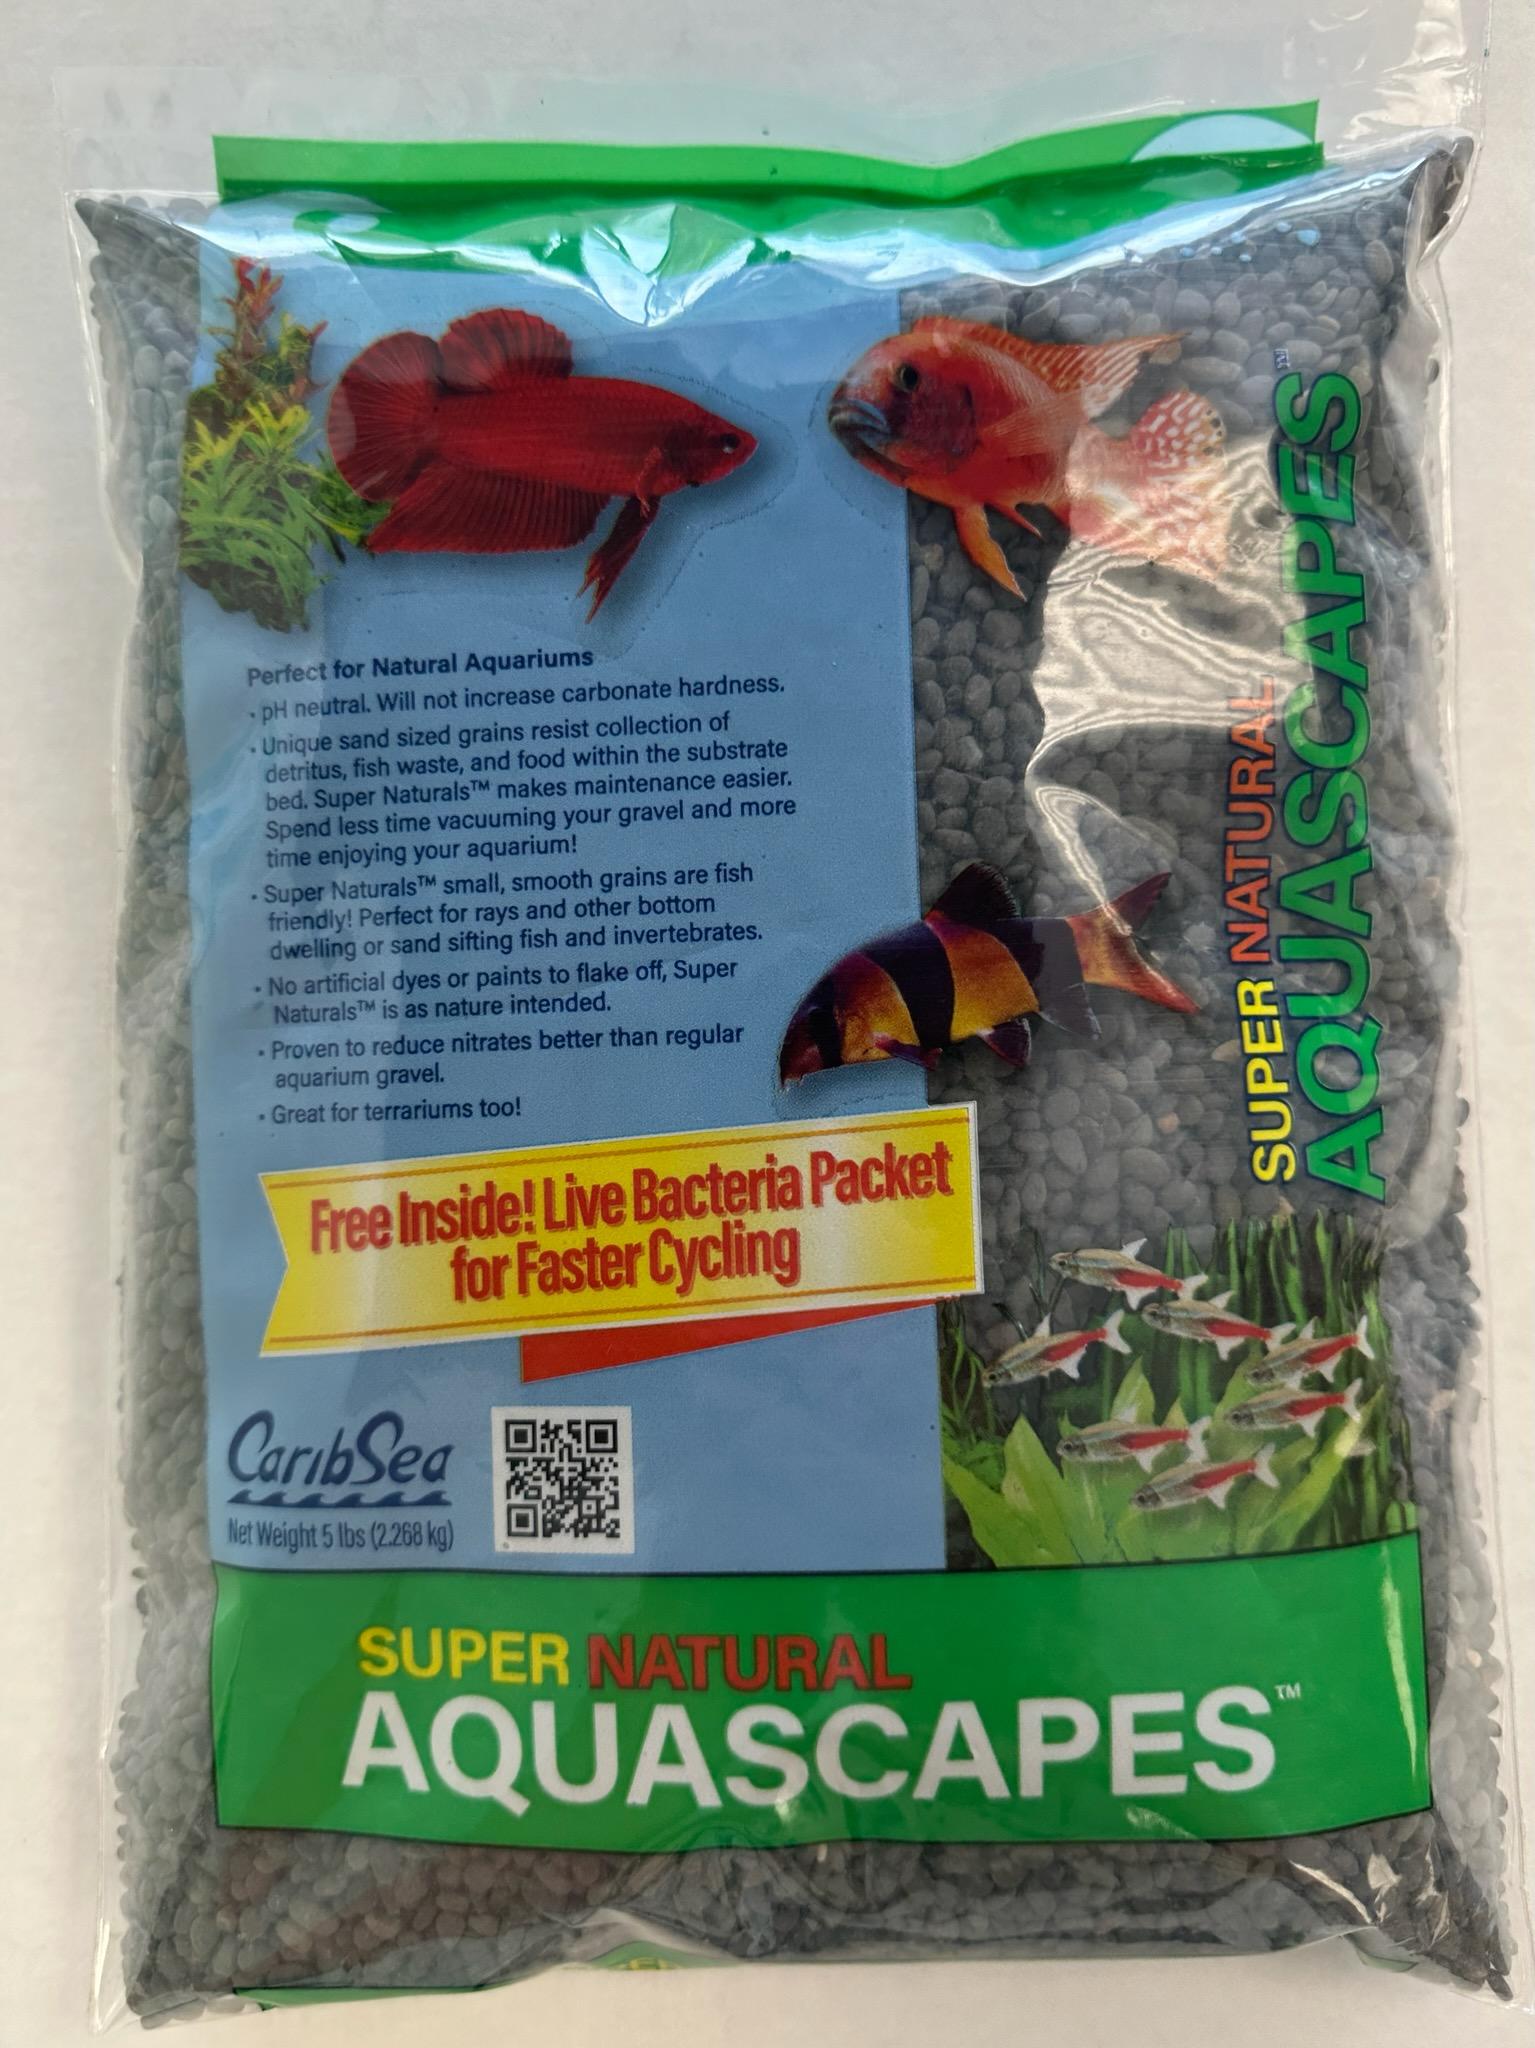 Perfect for Natural Aquariums
• pH neutral. Will not increase carbonate hardness.
• Unique sand sized grains resist collection of
detritus, fish waste, and food within the substrate
bed. Super Naturals™ makes maintenance easier.
Spend less time vacuuming your gravel and more
time enjoying your aquarium!
• Super Naturals™ small, smooth grains are fish
friendly! Perfect for rays and other bottom
dwelling or sand sifting fish and invertebrates.
• No artificial dyes or paints to flake off, Super
Naturals™ is as nature intended.
• Proven to reduce nitrates better than regular
aquarium gravel.
• Great for terrariums too!
Free Inside! Live Bacteria Packet
for Faster Cycling
CaribSea
Net Weight 5 lbs (2.268 kg)
SUPER NATURAL
AQUASCAPES™
SUPER NATURAL
AQUASCAPES™